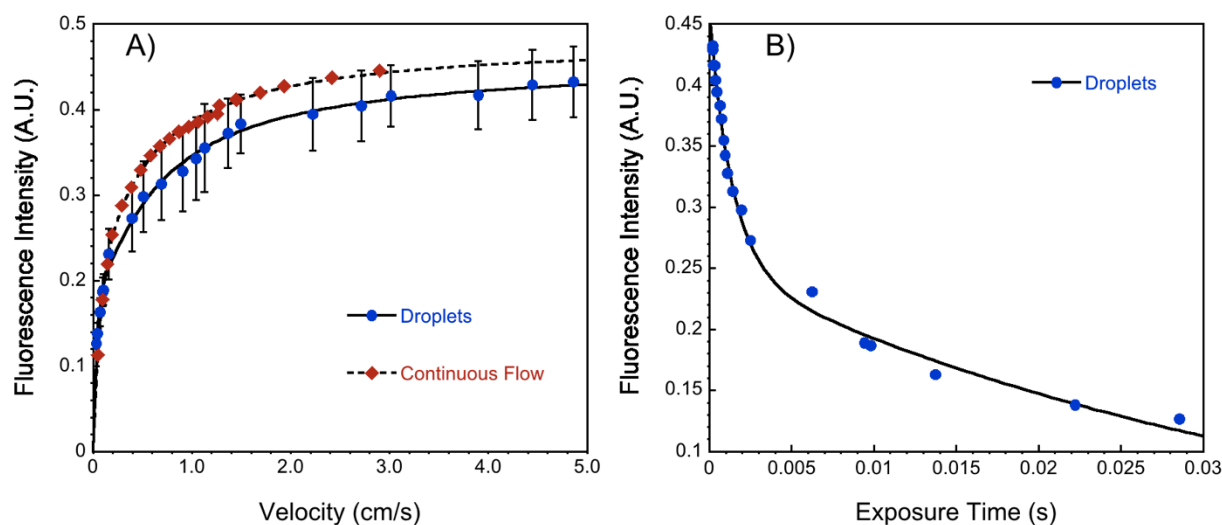 A)
Fluorescence Intensity (A.U.)
0.5
0.4
0.3
0.2
0.1
0
Droplets
Continuous Flow
0 1.0 2.0 3.0 4.0 5.0
Velocity (cm/s)
B)
Fluorescence Intensity (A.U.)
0.45
0.4
0.35
0.3
0.25
0.2
0.15
0.1
Droplets
0 0.005 0.01 0.015 0.02 0.025 0.03
Exposure Time (s)